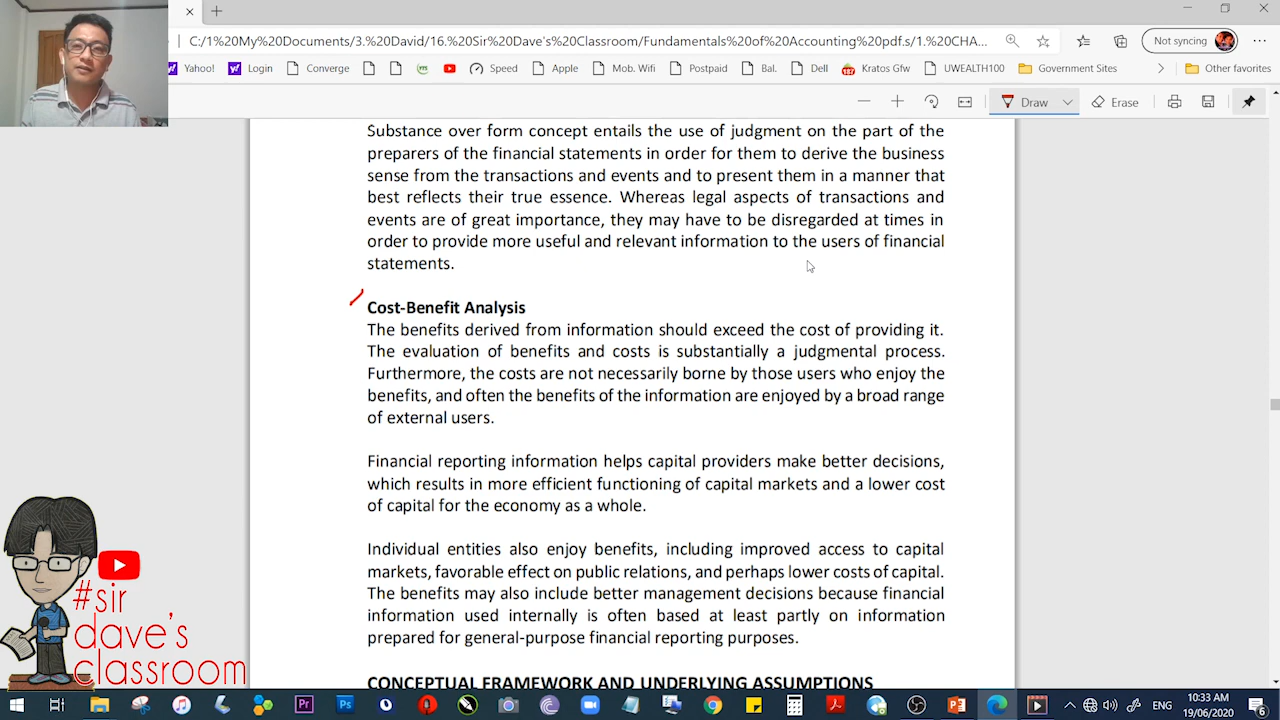 C:/1%20My%20Documents/3.%20David/16.%20Sir%20Dave's%20Classroom/Fundamentals%20of%20Accounting%20pdf.s/1.%20CHA...
Not syncing
Yahoo!
Login
Converge
Speed
Apple
Mob. Wifi
Postpaid
Bal.
Dell
Kratos Gfw
UWEALTH100
Government Sites
Other favorites
Draw
Erase
Substance over form concept entails the use of judgment on the part of the
preparers of the financial statements in order for them to derive the business
sense from the transactions and events and to present them in a manner that
best reflects their true essence. Whereas legal aspects of transactions and
events are of great importance, they may have to be disregarded at times in
order to provide more useful and relevant information to the users of financial
statements.
Cost-Benefit Analysis
The benefits derived from information should exceed the cost of providing it.
The evaluation of benefits and costs is substantially a judgmental process.
Furthermore, the costs are not necessarily borne by those users who enjoy the
benefits, and often the benefits of the information are enjoyed by a broad range
of external users.
Financial reporting information helps capital providers make better decisions,
which results in more efficient functioning of capital markets and a lower cost
of capital for the economy as a whole.
Individual entities also enjoy benefits, including improved access to capital
markets, favorable effect on public relations, and perhaps lower costs of capital.
The benefits may also include better management decisions because financial
information used internally is often based at least partly on information
prepared for general-purpose financial reporting purposes.
CONCEPTUAL FRAMEWORK AND UNDERLYING ASSUMPTIONS
#sir
dave's
classroom
Pr
Ps
ENG
10:33 AM
19/06/2020
6